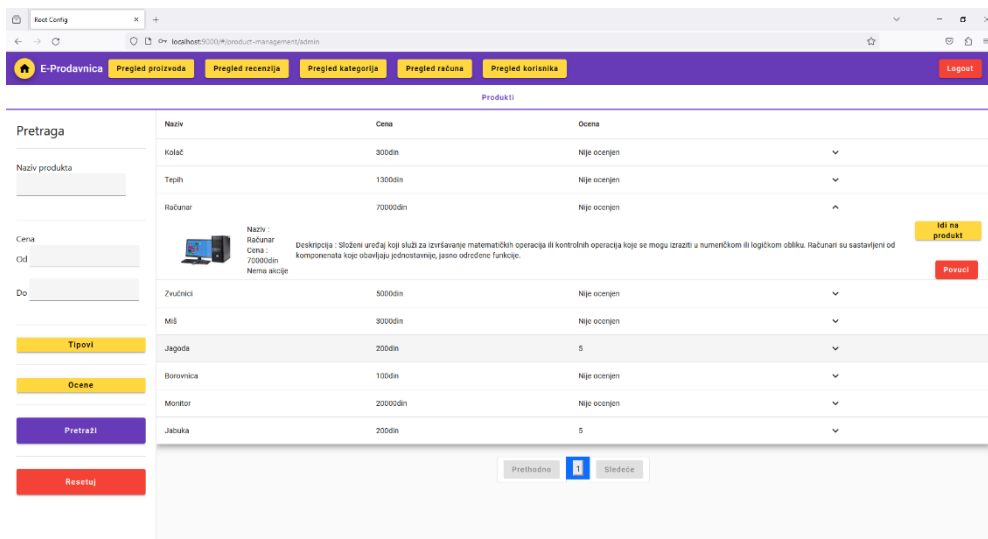 Root Config
localhost:9000/#/product-management/admin
E-Prodavnica Pregled proizvoda Pregled recenzija Pregled kategorija Pregled računa Pregled korisnika Logout
Produkti
Pretraga
Naziv produkta
Cena
Od
Do
Tipovi
Ocene
Pretraži
Resetuj
Naziv Cena Ocena
Kolač 300din Nije ocenjen
Tepih 1300din Nije ocenjen
Računar 70000din Nije ocenjen
Naziv :
Računar
Cena :
70000din
Nema akcije
Deskripcija : Složeni uređaj koji služi za izvršavanje matematičkih operacija ili kontrolnih operacija koje se mogu izraziti u numeričkom ili logičkom obliku. Računari su sastavljeni od
komponenata koje obavljaju jednostavnije, jasno određene funkcije.
Idi na
produkt
Povuci
Zvučnici 5000din Nije ocenjen
Miš 3000din Nije ocenjen
Jagoda 200din 5
Borovnica 100din Nije ocenjen
Monitor 20000din Nije ocenjen
Jabuka 200din 5
Prethodno 1 Sledeće